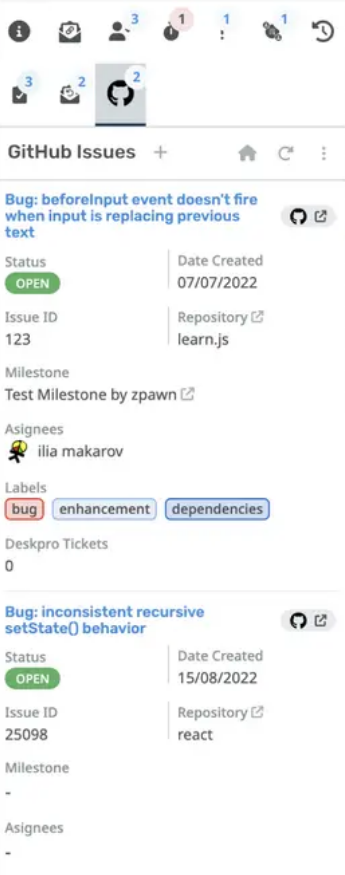 3
1
1
1
3
2
2
GitHub Issues
Bug: beforeInput event doesn't fire
when input is replacing previous
text
Status
Date Created
OPEN
07/07/2022
Issue ID
Repository
123
learn.js
Milestone
Test Milestone by zpawn
Asignees
ilia makarov
Labels
bug enhancement dependencies
Deskpro Tickets
0
Bug: inconsistent recursive
setState() behavior
Status
Date Created
OPEN
15/08/2022
Issue ID
Repository
25098
react
Milestone
-
Asignees
-